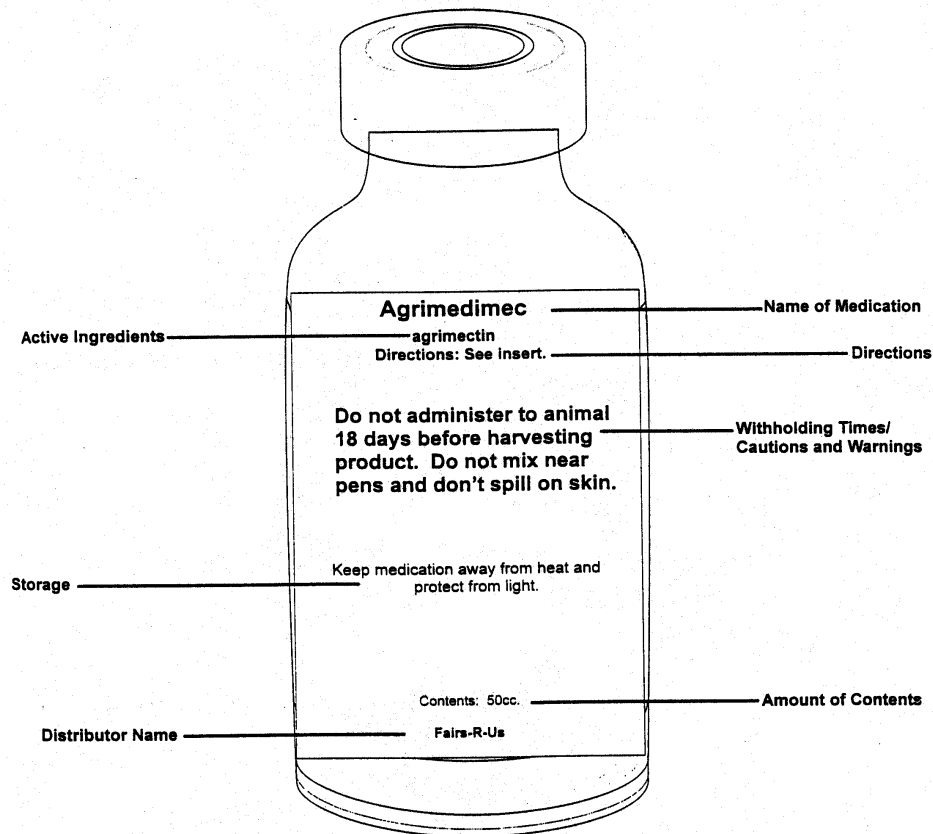 Agrimedimec
Name of Medication
Active Ingredients
agrimectin
Directions: See insert.
Directions
Do not administer to animal
18 days before harvesting
product. Do not mix near
pens and don't spill on skin.
Withholding Times/
Cautions and Warnings
Storage
Keep medication away from heat and
protect from light.
Contents: 50cc.
Amount of Contents
Distributor Name
Fairs-R-Us